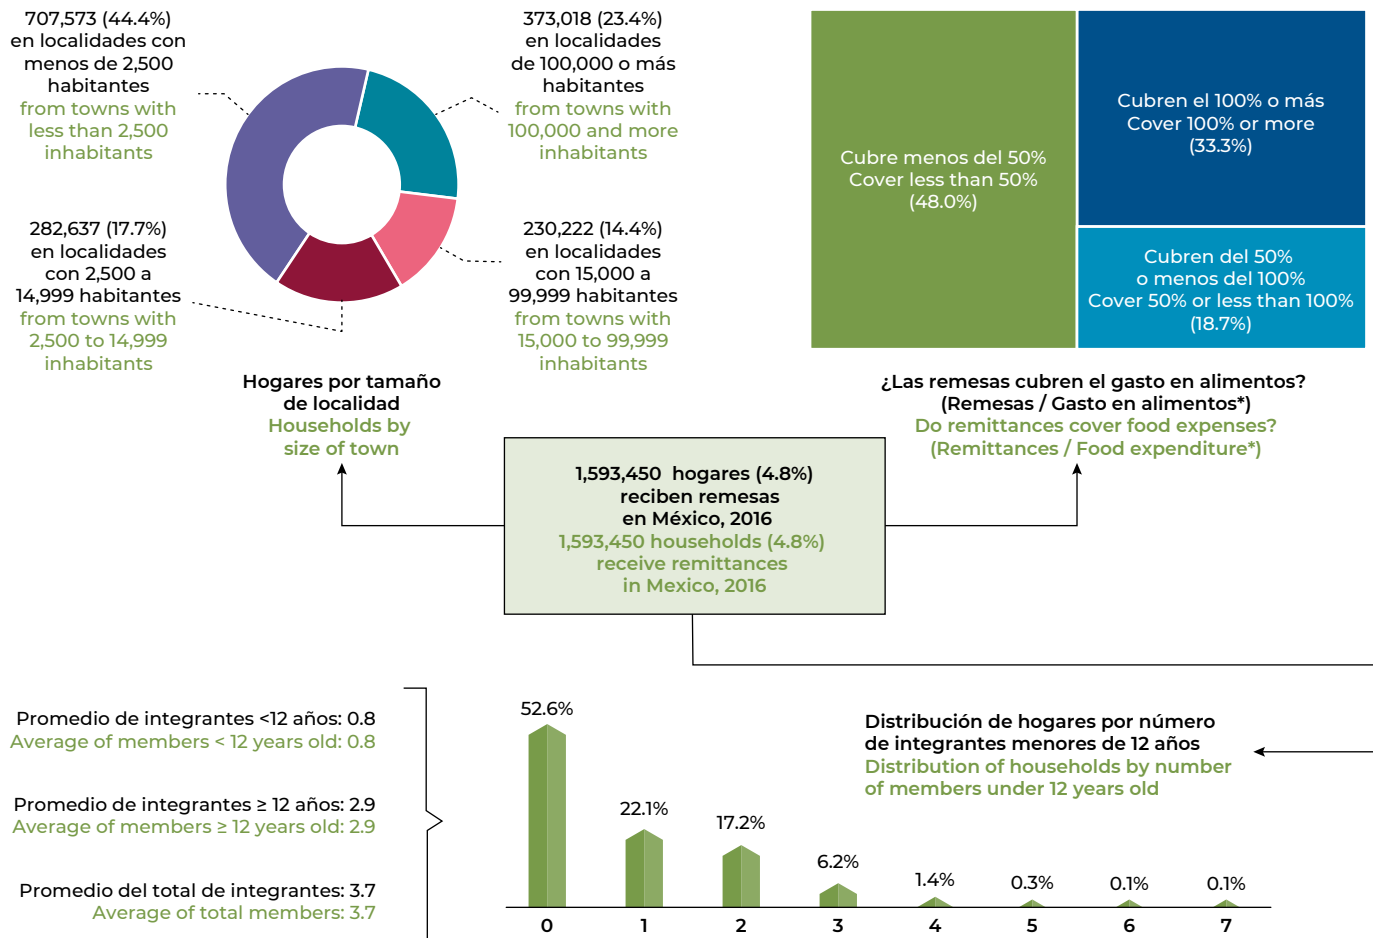 707,573 (44.4%)
en localidades con
menos de 2,500
habitantes
from towns with
less than 2,500
inhabitants
373,018 (23.4%)
en localidades
de 100,000 o más
habitantes
from towns with
100,000 and more
inhabitants
282,637 (17.7%)
en localidades
con 2,500 a
14,999 habitantes
from towns with
2,500 to 14,999
inhabitants
230,222 (14.4%)
en localidades
con 15,000 a
99,999 habitantes
from towns with
15,000 to 99,999
inhabitants
Hogares por tamaño
de localidad
Households by
size of town
Cubre menos del 50%
Cover less than 50%
(48.0%)
Cubren el 100% o más
Cover 100% or more
(33.3%)
Cubren del 50%
o menos del 100%
Cover 50% or less than 100%
(18.7%)
¿Las remesas cubren el gasto en alimentos?
(Remesas / Gasto en alimentos*)
Do remittances cover food expenses?
(Remittances / Food expenditure*)
1,593,450 hogares (4.8%)
reciben remesas
en México, 2016
1,593,450 households (4.8%)
receive remittances
in Mexico, 2016
Promedio de integrantes <12 años: 0.8
Average of members < 12 years old: 0.8
Promedio de integrantes ≥ 12 años: 2.9
Average of members ≥ 12 years old: 2.9
Promedio del total de integrantes: 3.7
Average of total members: 3.7
Distribución de hogares por número
de integrantes menores de 12 años
Distribution of households by number
of members under 12 years old
52.6%
22.1%
17.2%
6.2%
1.4%
0.3%
0.1%
0.1%
0
1
2
3
4
5
6
7